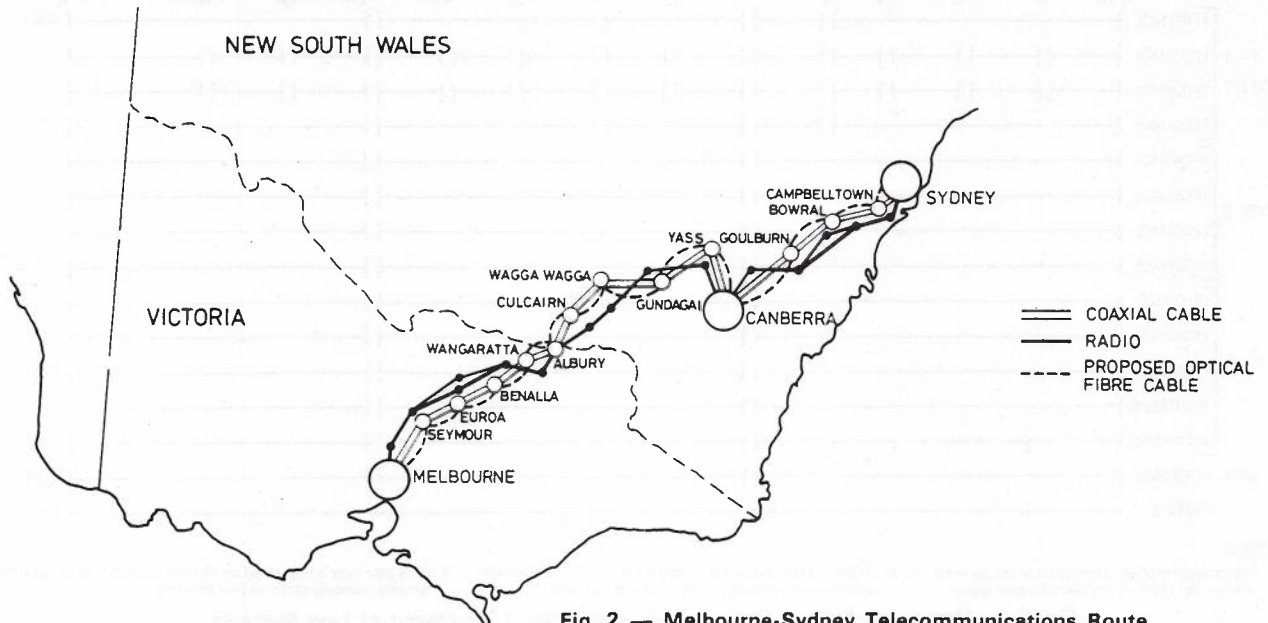 NEW SOUTH WALES
CAMPBELLTOWN
BOWRAL
SYDNEY
YASS
GOULBURN
WAGGA WAGGA
CULCAIRN
GUNDAGAI
CANBERRA
VICTORIA
WANGARATTA
ALBURY
BENALLA
EUROA
SEYMOUR
MELBOURNE
COAXIAL CABLE
RADIO
PROPOSED OPTICAL
FIBRE CABLE
Fig. 2 — Melbourne-Sydney Telecommunications Route